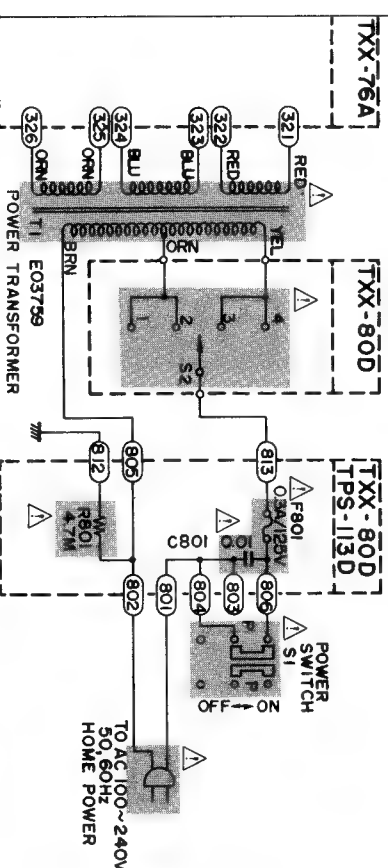 TXX-76A
321
RED
322
RED
323
BLU
324
BLU
325
ORN
326
ORN
T1
YEL
ORN
BRN
E03759
POWER TRANSFORMER
TXX-80D
4
3
2
1
S2
TXX-80D
TPS-113D
813
F801
0.3A/125V
C801
0.01
805
812
R801
4.7M
806
803
804
801
802
POWER
SWITCH
S1
P
P
OFF→ON
TO AC 100~240V
50, 60Hz
HOME POWER